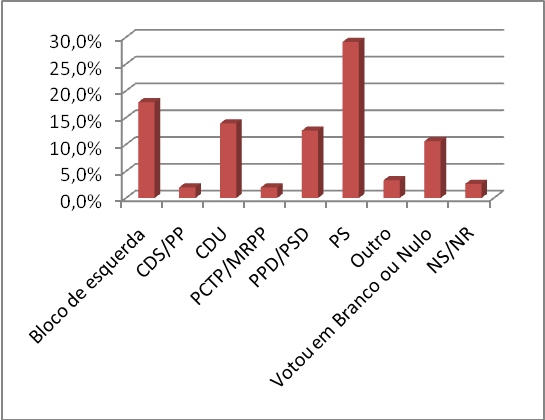 30,0%
25,0%
20,0%
15,0%
10,0%
5,0%
0,0%
Bloco de esquerda
CDS/PP
CDU
PCTP/MRPP
PPD/PSD
PS
Outro
Votou em Branco ou Nulo
NS/NR